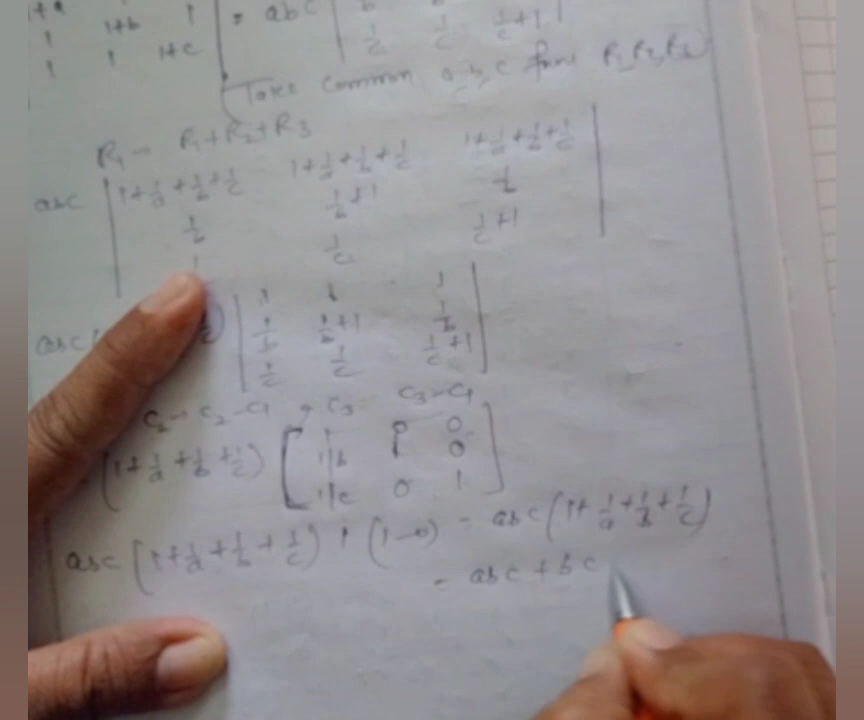 1+b 1 = abc
1 1 1+c 1/c 1/c 1/c+1
Take common a,b,c from R1, R2, R3
R1 → R1+R2+R3
abc | 1+1/a+1/b+1/c 1+1/a+1/b+1/c 1+1/a+1/b+1/c |
1/b 1/b+1 1/b
1/c 1/c+1
1 1 1
abc 1/b 1/b+1 1/b
1/c 1/c 1/c+1
C2 → C2-C1, C3 C3-C1
(1+1/a+1/b+1/c) [ 1 0 0
1/b 1 0
1/c 0 1 ]
abc (1+1/a+1/b+1/c) 1 (1-0) = abc (1+1/a+1/b+1/c)
= abc + bc